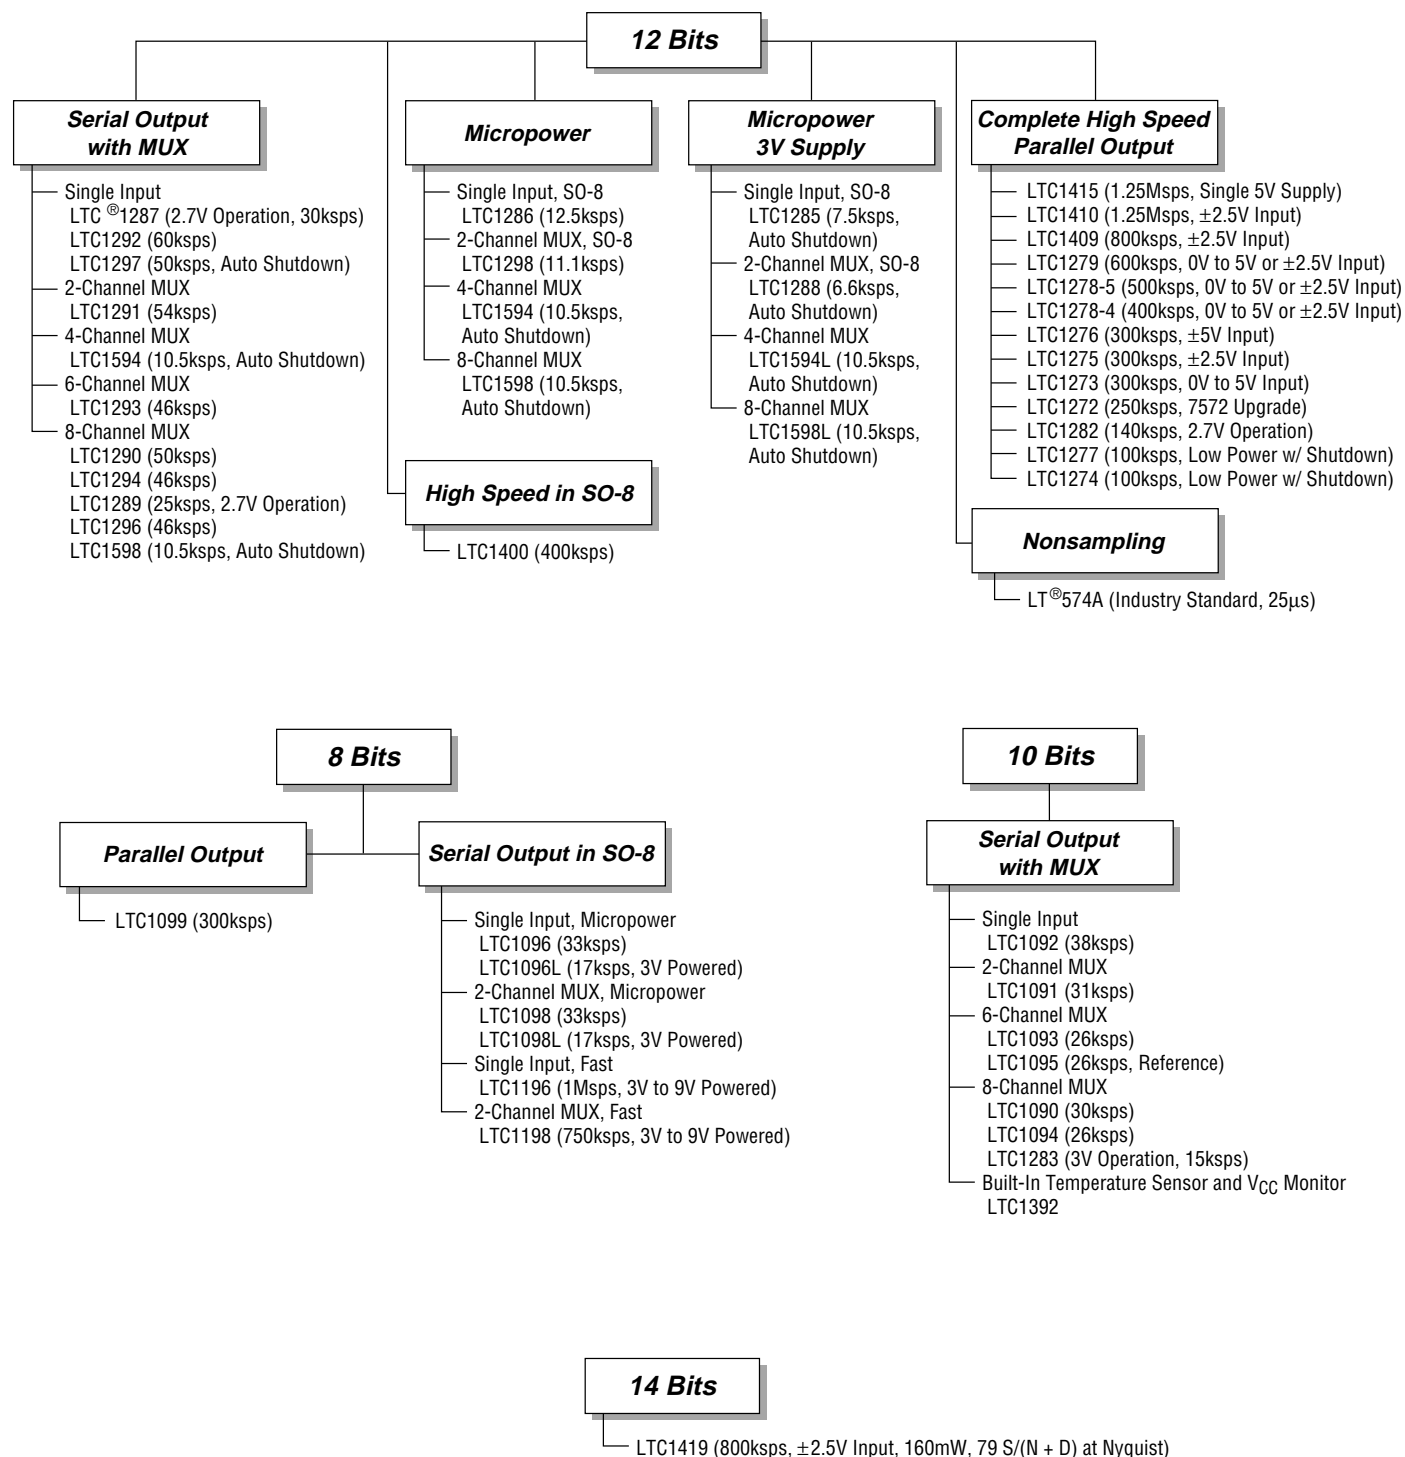 12 Bits
Serial Output
with MUX
Single Input
LTC ®1287 (2.7V Operation, 30ksps)
LTC1292 (60ksps)
LTC1297 (50ksps, Auto Shutdown)
2-Channel MUX
LTC1291 (54ksps)
4-Channel MUX
LTC1594 (10.5ksps, Auto Shutdown)
6-Channel MUX
LTC1293 (46ksps)
8-Channel MUX
LTC1290 (50ksps)
LTC1294 (46ksps)
LTC1289 (25ksps, 2.7V Operation)
LTC1296 (46ksps)
LTC1598 (10.5ksps, Auto Shutdown)
Micropower
Single Input, SO-8
LTC1286 (12.5ksps)
2-Channel MUX, SO-8
LTC1298 (11.1ksps)
4-Channel MUX
LTC1594 (10.5ksps,
Auto Shutdown)
8-Channel MUX
LTC1598 (10.5ksps,
Auto Shutdown)
High Speed in SO-8
LTC1400 (400ksps)
Micropower
3V Supply
Single Input, SO-8
LTC1285 (7.5ksps,
Auto Shutdown)
2-Channel MUX, SO-8
LTC1288 (6.6ksps,
Auto Shutdown)
4-Channel MUX
LTC1594L (10.5ksps,
Auto Shutdown)
8-Channel MUX
LTC1598L (10.5ksps,
Auto Shutdown)
Complete High Speed
Parallel Output
LTC1415 (1.25Msps, Single 5V Supply)
LTC1410 (1.25Msps, ±2.5V Input)
LTC1409 (800ksps, ±2.5V Input)
LTC1279 (600ksps, 0V to 5V or ±2.5V Input)
LTC1278-5 (500ksps, 0V to 5V or ±2.5V Input)
LTC1278-4 (400ksps, 0V to 5V or ±2.5V Input)
LTC1276 (300ksps, ±5V Input)
LTC1275 (300ksps, ±2.5V Input)
LTC1273 (300ksps, 0V to 5V Input)
LTC1272 (250ksps, 7572 Upgrade)
LTC1282 (140ksps, 2.7V Operation)
LTC1277 (100ksps, Low Power w/ Shutdown)
LTC1274 (100ksps, Low Power w/ Shutdown)
Nonsampling
LT®574A (Industry Standard, 25µs)
8 Bits
Parallel Output
LTC1099 (300ksps)
Serial Output in SO-8
Single Input, Micropower
LTC1096 (33ksps)
LTC1096L (17ksps, 3V Powered)
2-Channel MUX, Micropower
LTC1098 (33ksps)
LTC1098L (17ksps, 3V Powered)
Single Input, Fast
LTC1196 (1Msps, 3V to 9V Powered)
2-Channel MUX, Fast
LTC1198 (750ksps, 3V to 9V Powered)
10 Bits
Serial Output
with MUX
Single Input
LTC1092 (38ksps)
2-Channel MUX
LTC1091 (31ksps)
6-Channel MUX
LTC1093 (26ksps)
LTC1095 (26ksps, Reference)
8-Channel MUX
LTC1090 (30ksps)
LTC1094 (26ksps)
LTC1283 (3V Operation, 15ksps)
Built-In Temperature Sensor and VCC Monitor
LTC1392
14 Bits
LTC1419 (800ksps, ±2.5V Input, 160mW, 79 S/(N + D) at Nyquist)